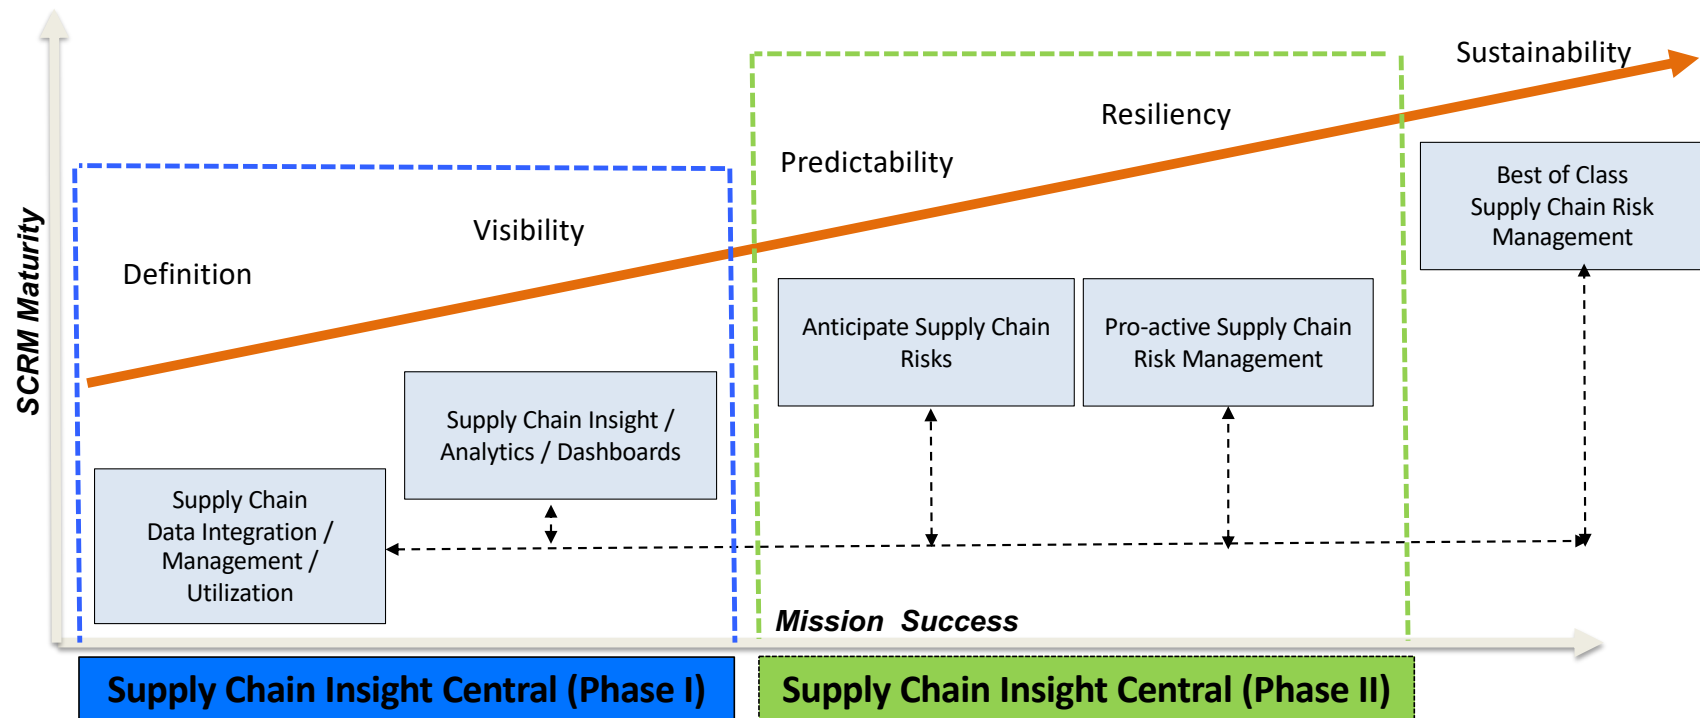 Sustainability
Resiliency
Predictability
Visibility
Definition
SCRM Maturity
Best of Class
Supply Chain Risk
Management
Anticipate Supply Chain
Risks
Pro-active Supply Chain
Risk Management
Supply Chain Insight /
Analytics / Dashboards
Supply Chain
Data Integration /
Management /
Utilization
Mission Success
Supply Chain Insight Central (Phase I)
Supply Chain Insight Central (Phase II)